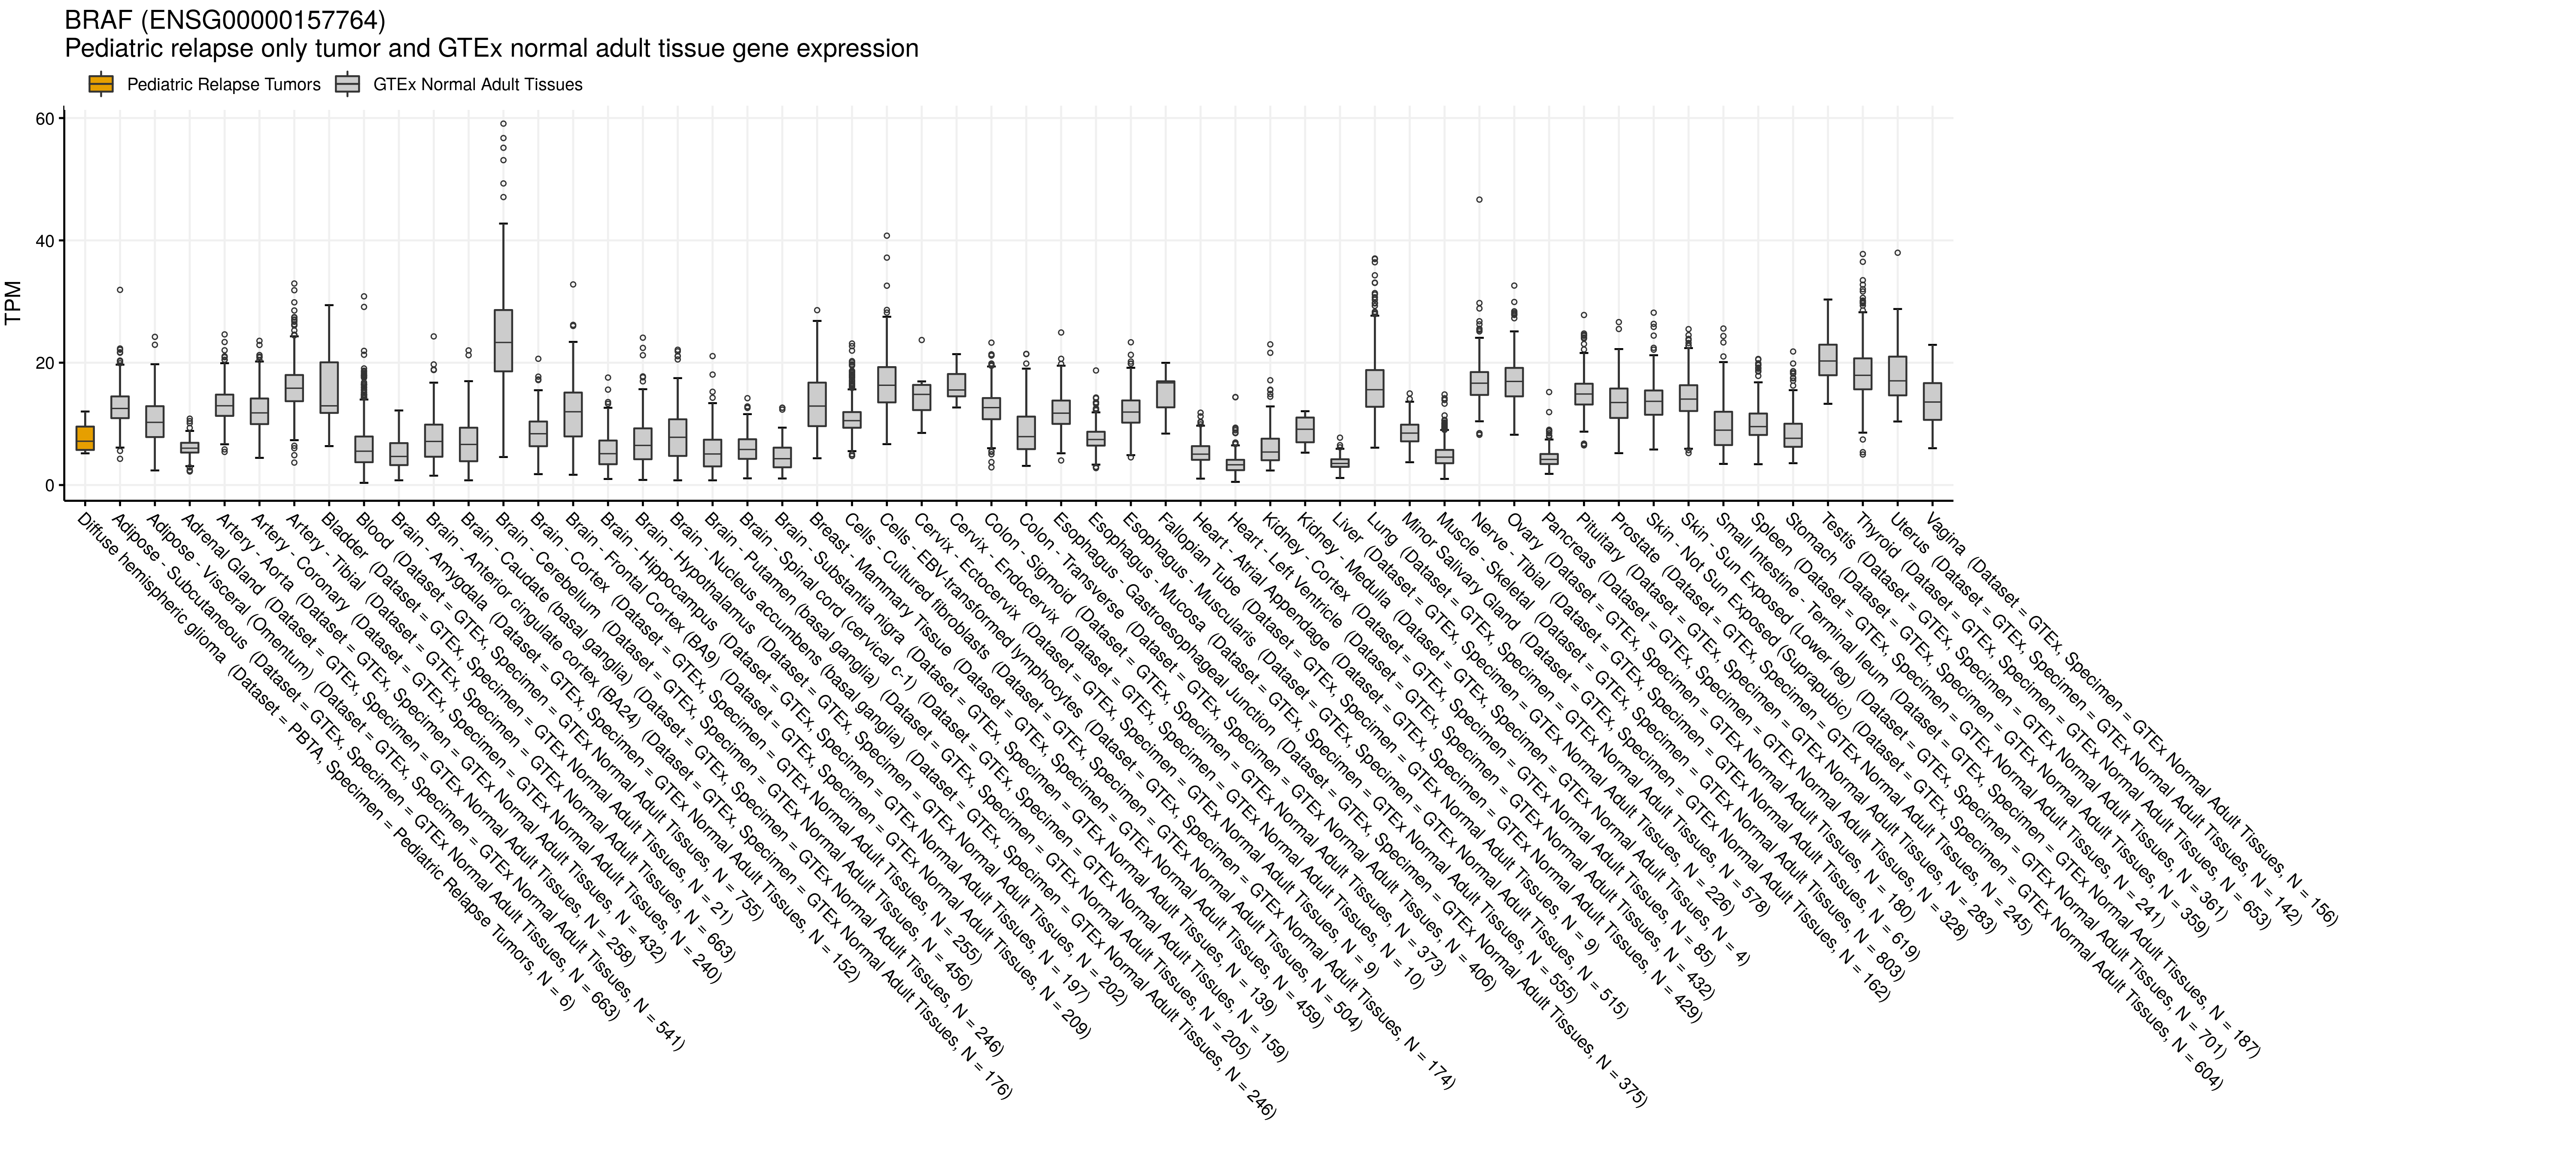 BRAF (ENSG00000157764)
Pediatric relapse only tumor and GTEx normal adult tissue gene expression
Pediatric Relapse Tumors
GTEx Normal Adult Tissues
TPM
60
40
20
0
Diffuse hemispheric glioma (Dataset = PBTA, Specimen = Pediatric Relapse Tumors, N = 6)
Adipose - Subcutaneous (Dataset = GTEx, Specimen = GTEx Normal Adult Tissues, N = 663)
Adipose - Visceral (Omentum) (Dataset = GTEx, Specimen = GTEx Normal Adult Tissues, N = 541)
Adrenal Gland (Dataset = GTEx, Specimen = GTEx Normal Adult Tissues, N = 258)
Artery - Aorta (Dataset = GTEx, Specimen = GTEx Normal Adult Tissues, N = 432)
Artery - Coronary (Dataset = GTEx, Specimen = GTEx Normal Adult Tissues, N = 240)
Artery - Tibial (Dataset = GTEx, Specimen = GTEx Normal Adult Tissues, N = 663)
Bladder (Dataset = GTEx, Specimen = GTEx Normal Adult Tissues, N = 21)
Blood (Dataset = GTEx, Specimen = GTEx Normal Adult Tissues, N = 755)
Brain - Amygdala (Dataset = GTEx, Specimen = GTEx Normal Adult Tissues, N = 152)
Brain - Anterior cingulate cortex (BA24) (Dataset = GTEx, Specimen = GTEx Normal Adult Tissues, N = 176)
Brain - Caudate (basal ganglia) (Dataset = GTEx, Specimen = GTEx Normal Adult Tissues, N = 246)
Brain - Cerebellum (Dataset = GTEx, Specimen = GTEx Normal Adult Tissues, N = 456)
Brain - Cortex (Dataset = GTEx, Specimen = GTEx Normal Adult Tissues, N = 255)
Brain - Frontal Cortex (BA9) (Dataset = GTEx, Specimen = GTEx Normal Adult Tissues, N = 209)
Brain - Hippocampus (Dataset = GTEx, Specimen = GTEx Normal Adult Tissues, N = 197)
Brain - Hypothalamus (Dataset = GTEx, Specimen = GTEx Normal Adult Tissues, N = 202)
Brain - Nucleus accumbens (basal ganglia) (Dataset = GTEx, Specimen = GTEx Normal Adult Tissues, N = 246)
Brain - Putamen (basal ganglia) (Dataset = GTEx, Specimen = GTEx Normal Adult Tissues, N = 205)
Brain - Spinal cord (cervical c-1) (Dataset = GTEx, Specimen = GTEx Normal Adult Tissues, N = 159)
Brain - Substantia nigra (Dataset = GTEx, Specimen = GTEx Normal Adult Tissues, N = 139)
Breast - Mammary Tissue (Dataset = GTEx, Specimen = GTEx Normal Adult Tissues, N = 459)
Cells - Cultured fibroblasts (Dataset = GTEx, Specimen = GTEx Normal Adult Tissues, N = 504)
Cells - EBV-transformed lymphocytes (Dataset = GTEx, Specimen = GTEx Normal Adult Tissues, N = 174)
Cervix - Ectocervix (Dataset = GTEx, Specimen = GTEx Normal Adult Tissues, N = 9)
Cervix - Endocervix (Dataset = GTEx, Specimen = GTEx Normal Adult Tissues, N = 10)
Colon - Sigmoid (Dataset = GTEx, Specimen = GTEx Normal Adult Tissues, N = 373)
Colon - Transverse (Dataset = GTEx, Specimen = GTEx Normal Adult Tissues, N = 406)
Esophagus - Gastroesophageal Junction (Dataset = GTEx, Specimen = GTEx Normal Adult Tissues, N = 375)
Esophagus - Mucosa (Dataset = GTEx, Specimen = GTEx Normal Adult Tissues, N = 555)
Esophagus - Muscularis (Dataset = GTEx, Specimen = GTEx Normal Adult Tissues, N = 515)
Fallopian Tube (Dataset = GTEx, Specimen = GTEx Normal Adult Tissues, N = 9)
Heart - Atrial Appendage (Dataset = GTEx, Specimen = GTEx Normal Adult Tissues, N = 429)
Heart - Left Ventricle (Dataset = GTEx, Specimen = GTEx Normal Adult Tissues, N = 432)
Kidney - Cortex (Dataset = GTEx, Specimen = GTEx Normal Adult Tissues, N = 85)
Kidney - Medulla (Dataset = GTEx, Specimen = GTEx Normal Adult Tissues, N = 4)
Liver (Dataset = GTEx, Specimen = GTEx Normal Adult Tissues, N = 226)
Lung (Dataset = GTEx, Specimen = GTEx Normal Adult Tissues, N = 578)
Minor Salivary Gland (Dataset = GTEx, Specimen = GTEx Normal Adult Tissues, N = 162)
Muscle - Skeletal (Dataset = GTEx, Specimen = GTEx Normal Adult Tissues, N = 803)
Nerve - Tibial (Dataset = GTEx, Specimen = GTEx Normal Adult Tissues, N = 619)
Ovary (Dataset = GTEx, Specimen = GTEx Normal Adult Tissues, N = 180)
Pancreas (Dataset = GTEx, Specimen = GTEx Normal Adult Tissues, N = 328)
Pituitary (Dataset = GTEx, Specimen = GTEx Normal Adult Tissues, N = 283)
Prostate (Dataset = GTEx, Specimen = GTEx Normal Adult Tissues, N = 245)
Skin - Not Sun Exposed (Suprapubic) (Dataset = GTEx, Specimen = GTEx Normal Adult Tissues, N = 604)
Skin - Sun Exposed (Lower leg) (Dataset = GTEx, Specimen = GTEx Normal Adult Tissues, N = 701)
Small Intestine - Terminal Ileum (Dataset = GTEx, Specimen = GTEx Normal Adult Tissues, N = 187)
Spleen (Dataset = GTEx, Specimen = GTEx Normal Adult Tissues, N = 241)
Stomach (Dataset = GTEx, Specimen = GTEx Normal Adult Tissues, N = 359)
Testis (Dataset = GTEx, Specimen = GTEx Normal Adult Tissues, N = 361)
Thyroid (Dataset = GTEx, Specimen = GTEx Normal Adult Tissues, N = 653)
Uterus (Dataset = GTEx, Specimen = GTEx Normal Adult Tissues, N = 142)
Vagina (Dataset = GTEx, Specimen = GTEx Normal Adult Tissues, N = 156)